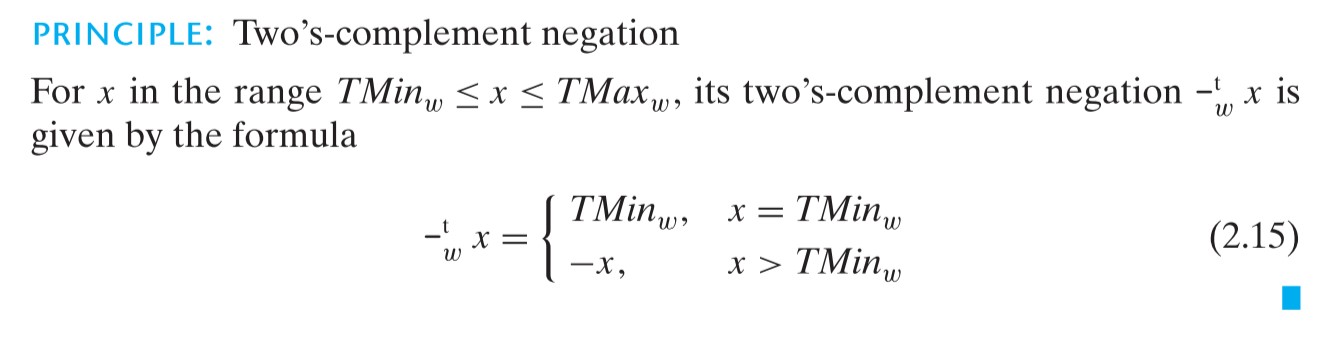 PRINCIPLE: Two's-complement negation
For x in the range TMin_w ≤ x ≤ TMax_w, its two's-complement negation -^t_w x is
given by the formula
-^t_w x = { TMin_w, x = TMin_w
-x, x > TMin_w
(2.15)